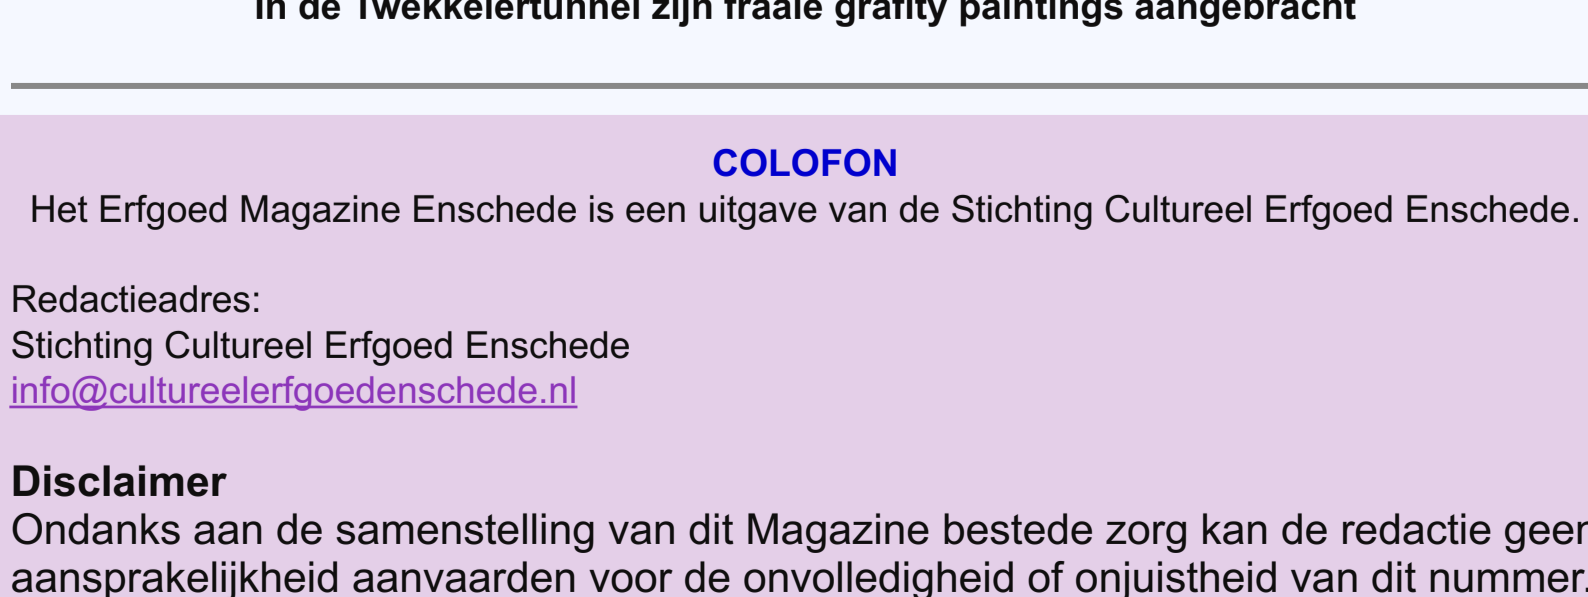 In de Twekkelertunnel zijn fraaie grafity paintings aangebracht
COLOFON
Het Erfgoed Magazine Enschede is een uitgave van de Stichting Cultureel Erfgoed Enschede.
Redactieadres:
Stichting Cultureel Erfgoed Enschede
info@cultureelerfgoedenschede.nl
Disclaimer
Ondanks aan de samenstelling van dit Magazine bestede zorg kan de redactie geen
aansprakelijkheid aanvaarden voor de onvolledigheid of onjuistheid van dit nummer.